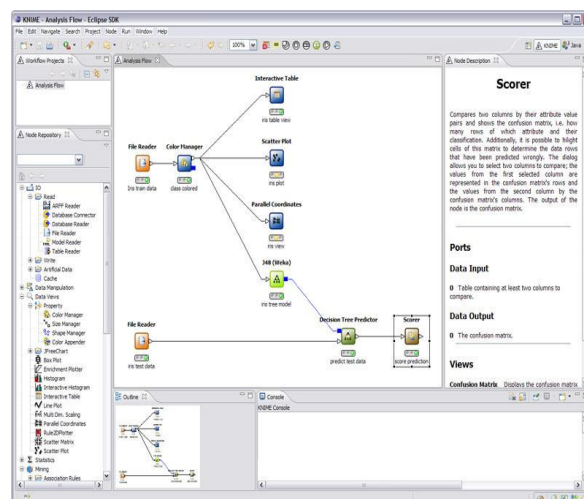 KNIME - Analysis Flow - Eclipse SDK
File Edit Navigate Search Project Node Run Window Help
100%
KNIME Java
Workflow Projects
Analysis Flow
Node Repository
IO
Read
ARFF Reader
Database Connector
Database Reader
File Reader
Model Reader
Table Reader
Write
Artificial Data
Cache
Data Manipulation
Data Views
Property
Color Manager
Size Manager
Shape Manager
Color Appender
JFreeChart
Box Plot
Enrichment Plotter
Histogram
Interactive Histogram
Interactive Table
Line Plot
Multi Dim. Scaling
Parallel Coordinates
Rule2DPlotter
Scatter Matrix
Scatter Plot
Statistics
Mining
Association Rules
Analysis Flow
Interactive Table
iris table view
File Reader
Color Manager
Iris train data
class colored
Scatter Plot
iris plot
Parallel Coordinates
iris view
J48 (Weka)
iris tree model
File Reader
iris test data
Decision Tree Predictor
predict test data
Scorer
score prediction
Outline
Console
KNIME Console
Node Description
Scorer
Compares two columns by their attribute value
pairs and shows the confusion matrix, i.e. how
many rows of which attribute and their
classification. Additionally, it is possible to hilight
cells of this matrix to determine the data rows
that have been predicted wrongly. The dialog
allows you to select two columns to compare; the
values from the first selected column are
represented in the confusion matrix's rows and
the values from the second column by the
confusion matrix's columns. The output of the
node is the confusion matrix.
Ports
Data Input
0 Table containing at least two columns to
compare.
Data Output
0 The confusion matrix.
Views
Confusion Matrix Displays the confusion matrix